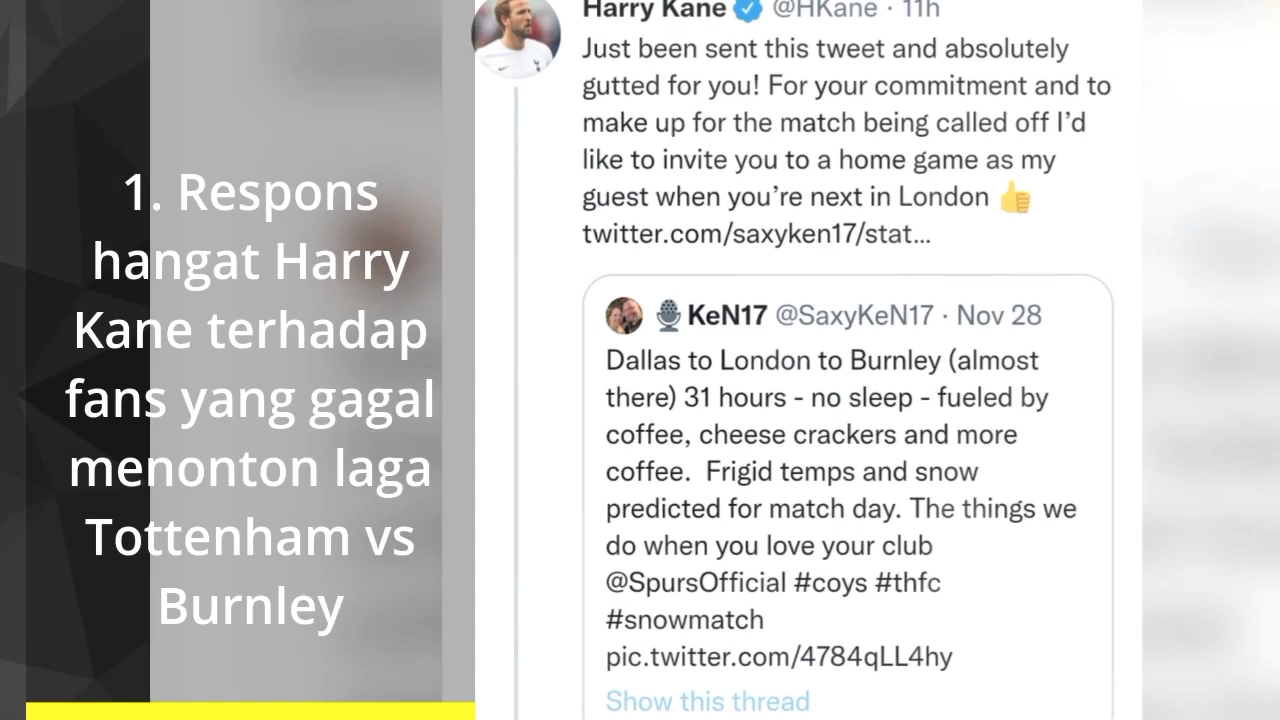 1. Respons
hangat Harry
Kane terhadap
fans yang gagal
menonton laga
Tottenham vs
Burnley
Harry Kane @HKane · 11h
Just been sent this tweet and absolutely
gutted for you! For your commitment and to
make up for the match being called off I’d
like to invite you to a home game as my
guest when you’re next in London 👍
twitter.com/saxyken17/stat…
🎙️KeN17 @SaxyKeN17 · Nov 28
Dallas to London to Burnley (almost
there) 31 hours - no sleep - fueled by
coffee, cheese crackers and more
coffee.  Frigid temps and snow
predicted for match day. The things we
do when you love your club
@SpursOfficial #coys #thfc
#snowmatch
pic.twitter.com/4784qLL4hy
Show this thread